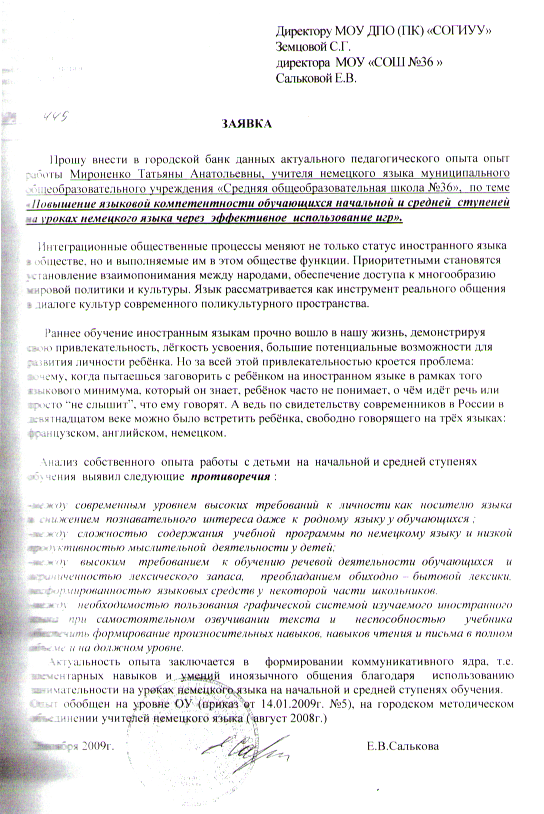 Директору МОУ ДПО (ПК) «СОГИУУ»
Земцовой С.Г.
директора МОУ «СОШ №36 »
Сальковой Е.В.
449
ЗАЯВКА
Прошу внести в городской банк данных актуального педагогического опыта опыт
работы Мироненко Татьяны Анатольевны, учителя немецкого языка муниципального
общеобразовательного учреждения «Средняя общеобразовательная школа №36», по теме
«Повышение языковой компетентности обучающихся начальной и средней ступеней
на уроках немецкого языка через эффективное использование игр».
Интеграционные общественные процессы меняют не только статус иностранного языка
в обществе, но и выполняемые им в этом обществе функции. Приоритетными становятся
установление взаимопонимания между народами, обеспечение доступа к многообразию
мировой политики и культуры. Язык рассматривается как инструмент реального общения
в диалоге культур современного поликультурного пространства.
Раннее обучение иностранным языкам прочно вошло в нашу жизнь, демонстрируя
свою привлекательность, лёгкость усвоения, большие потенциальные возможности для
развития личности ребёнка. Но за всей этой привлекательностью кроется проблема:
почему, когда пытаешься заговорить с ребёнком на иностранном языке в рамках того
языкового минимума, который он знает, ребёнок часто не понимает, о чём идёт речь или
просто “не слышит”, что ему говорят. А ведь по свидетельству современников в России в
девятнадцатом веке можно было встретить ребёнка, свободно говорящего на трёх языках:
французском, английском, немецком.
Анализ собственного опыта работы с детьми на начальной и средней ступенях
обучения выявил следующие противоречия :
-между современным уровнем высоких требований к личности как носителю языка
и снижением познавательного интереса даже к родному языку у обучающихся ;
-между сложностью содержания учебной программы по немецкому языку и низкой
продуктивностью мыслительной деятельности у детей;
-между высоким требованием к обучению речевой деятельности обучающихся и
ограниченностью лексического запаса, преобладанием обиходно – бытовой лексики,
несформированностью языковых средств у некоторой части школьников.
-между необходимостью пользования графической системой изучаемого иностранного
языка при самостоятельном озвучивании текста и неспособностью учебника
обеспечить формирование произносительных навыков, навыков чтения и письма в полном
объеме и на должном уровне.
Актуальность опыта заключается в формировании коммуникативного ядра, т.е.
элементарных навыков и умений иноязычного общения благодаря использованию
занимательности на уроках немецкого языка на начальной и средней ступенях обучения.
Опыт обобщен на уровне ОУ (приказ от 14.01.2009г. №5), на городском методическом
объединении учителей немецкого языка ( август 2008г.)
2009г. Е.В.Салькова